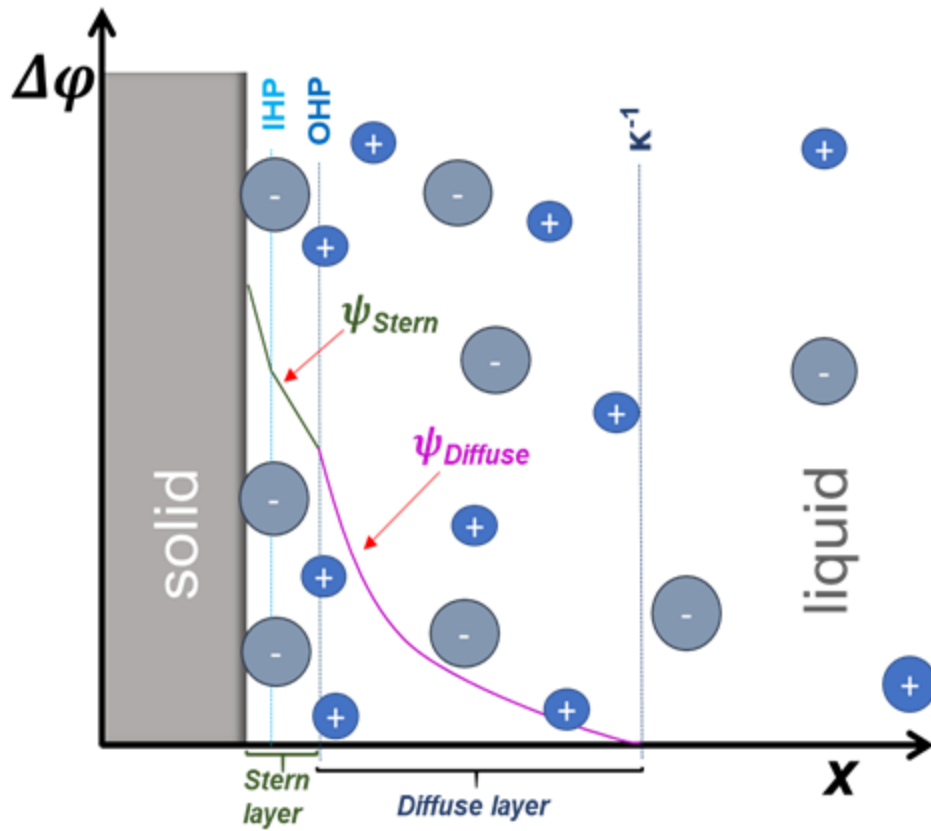 Δφ
IHP
OHP
K⁻¹
+
+
-
-
+
+
ψStern
-
-
+
ψDiffuse
solid
liquid
-
+
+
-
-
-
+
+
+
x
Stern
layer
Diffuse layer